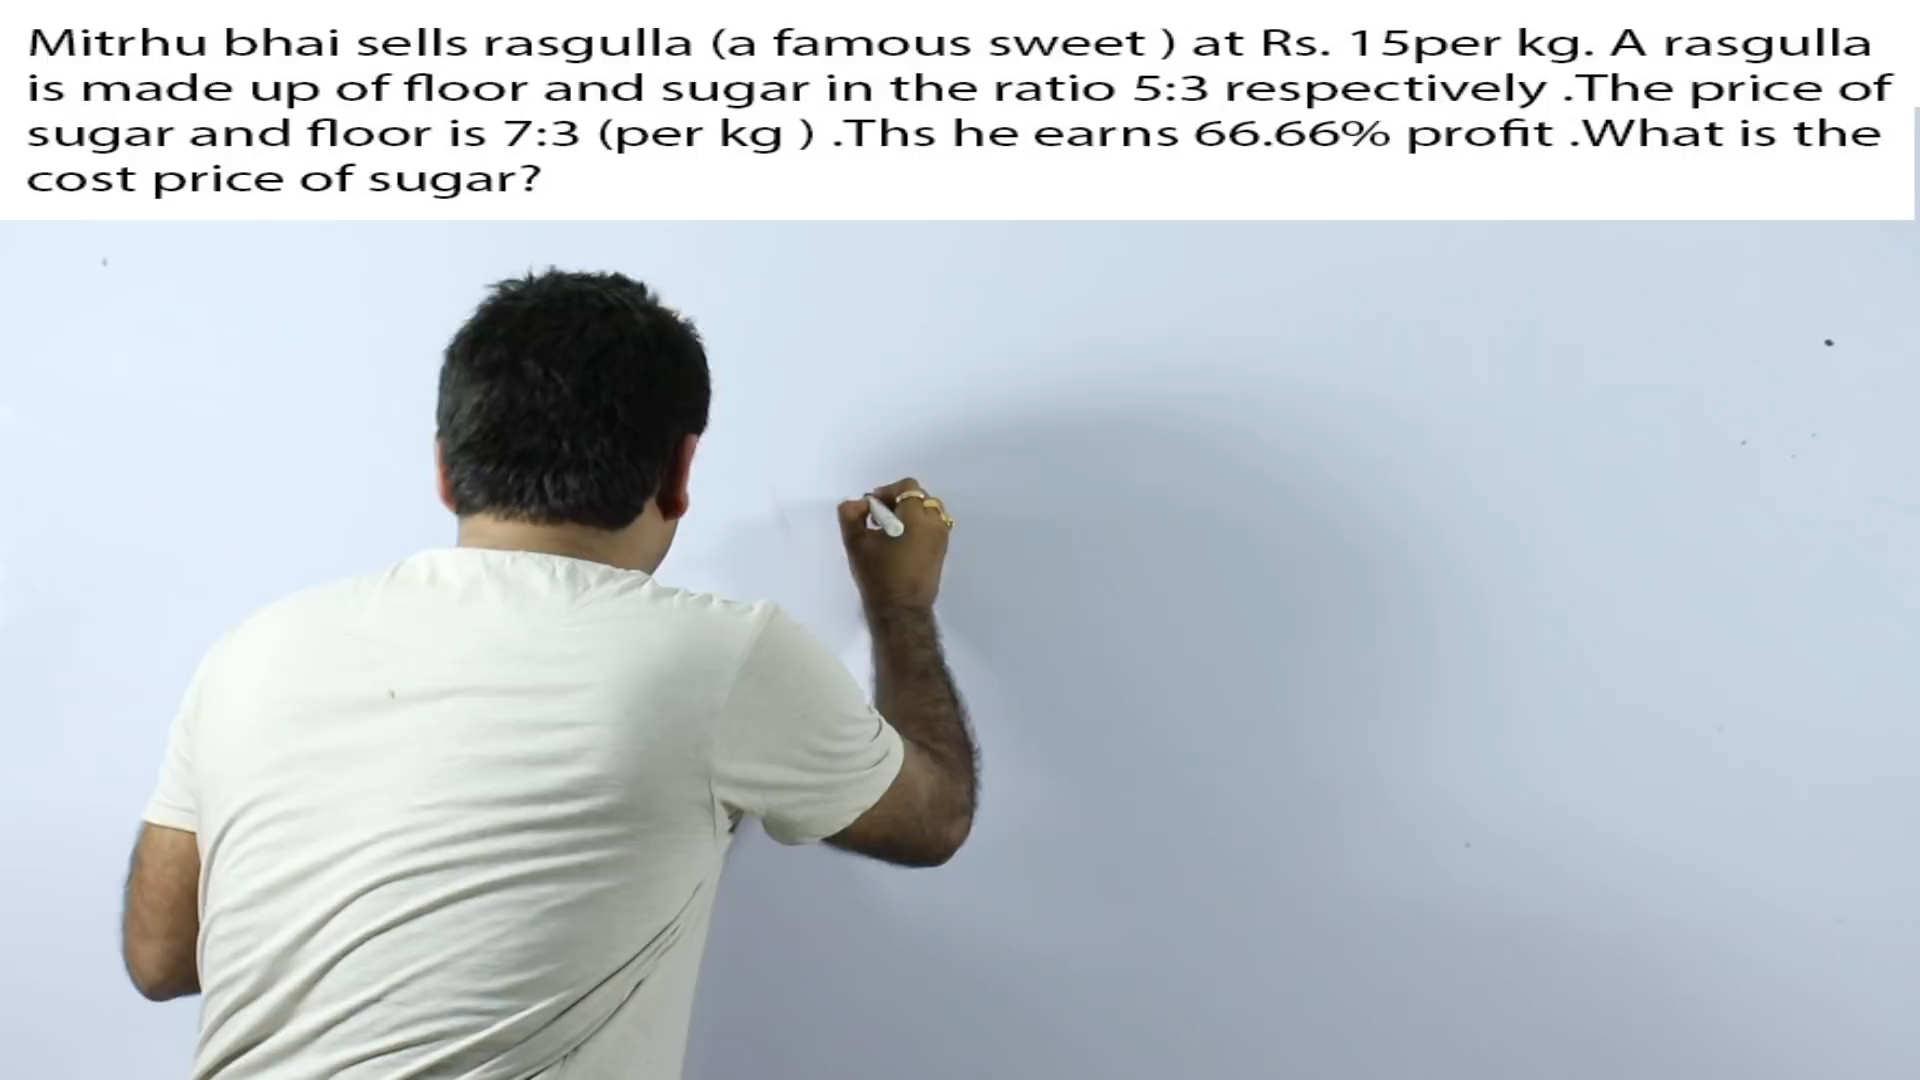 Mitrhu bhai sells rasgulla (a famous sweet ) at Rs. 15per kg. A rasgulla
is made up of floor and sugar in the ratio 5:3 respectively .The price of
sugar and floor is 7:3 (per kg ) .Ths he earns 66.66% profit .What is the
cost price of sugar?